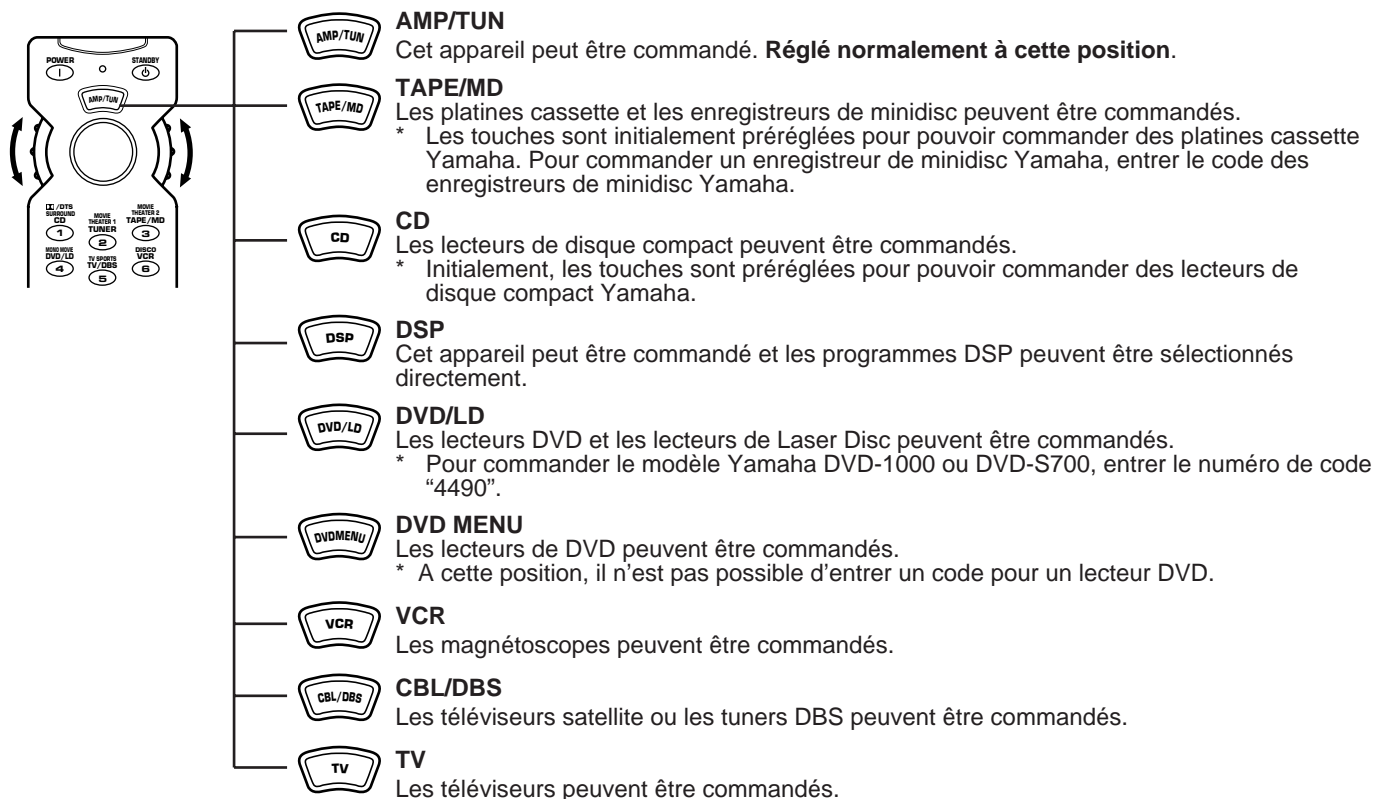 POWER
STANDBY
AMP/TUN
/DTS
SURROUND
CD
1
MOVIE
THEATER 1
TUNER
2
MOVIE
THEATER 2
TAPE/MD
3
MONO MOVE
DVD/LD
4
TV SPORTS
TV/DBS
5
DISCO
VCR
6
AMP/TUN
AMP/TUN
Cet appareil peut être commandé. Réglé normalement à cette position.
TAPE/MD
TAPE/MD
Les platines cassette et les enregistreurs de minidisc peuvent être commandés.
* Les touches sont initialement préréglées pour pouvoir commander des platines cassette
Yamaha. Pour commander un enregistreur de minidisc Yamaha, entrer le code des
enregistreurs de minidisc Yamaha.
CD
CD
Les lecteurs de disque compact peuvent être commandés.
* Initialement, les touches sont préréglées pour pouvoir commander des lecteurs de
disque compact Yamaha.
DSP
DSP
Cet appareil peut être commandé et les programmes DSP peuvent être sélectionnés
directement.
DVD/LD
DVD/LD
Les lecteurs DVD et les lecteurs de Laser Disc peuvent être commandés.
* Pour commander le modèle Yamaha DVD-1000 ou DVD-S700, entrer le numéro de code
“4490”.
DVDMENU
DVD MENU
Les lecteurs de DVD peuvent être commandés.
* A cette position, il n’est pas possible d’entrer un code pour un lecteur DVD.
VCR
VCR
Les magnétoscopes peuvent être commandés.
CBL/DBS
CBL/DBS
Les téléviseurs satellite ou les tuners DBS peuvent être commandés.
TV
TV
Les téléviseurs peuvent être commandés.